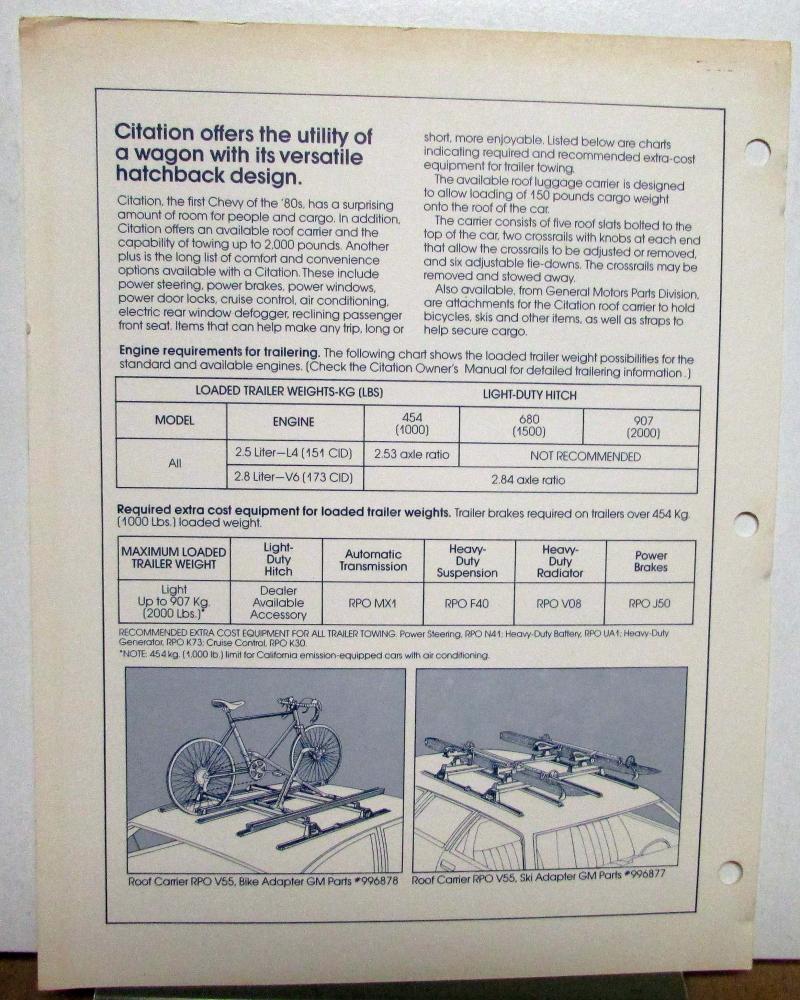 Citation offers the utility of
a wagon with its versatile
hatchback design.
Citation, the first Chevy of the '80s, has a surprising
amount of room for people and cargo. In addition,
Citation offers an available roof carrier and the
capability of towing up to 2,000 pounds. Another
plus is the long list of comfort and convenience
options available with a Citation. These include
power steering, power brakes, power windows,
power door locks, cruise control, air conditioning,
electric rear window defogger, reclining passenger
front seat. Items that can help make any trip, long or
short, more enjoyable. Listed below are charts
indicating required and recommended extra-cost
equipment for trailer towing.
The available roof luggage carrier is designed
to allow loading of 150 pounds cargo weight
onto the roof of the car.
The carrier consists of five roof slats bolted to the
top of the car, two crossrails with knobs at each end
that allow the crossrails to be adjusted or removed,
and six adjustable tie-downs. The crossrails may be
removed and stowed away.
Also available, from General Motors Parts Division,
are attachments for the Citation roof carrier to hold
bicycles, skis and other items, as well as straps to
help secure cargo.
Engine requirements for trailering. The following chart shows the loaded trailer weight possibilities for the
standard and available engines. (Check the Citation Owner's Manual for detailed trailering information.)
LOADED TRAILER WEIGHTS-KG (LBS) LIGHT-DUTY HITCH
MODEL ENGINE 454 (1000) 680 (1500) 907 (2000)
All 2.5 Liter—L4 (151 CID) 2.53 axle ratio NOT RECOMMENDED
2.8 Liter—V6 (173 CID) 2.84 axle ratio
Required extra cost equipment for loaded trailer weights. Trailer brakes required on trailers over 454 Kg.
(1000 Lbs.) loaded weight.
MAXIMUM LOADED TRAILER WEIGHT Light-Duty Hitch Automatic Transmission Heavy-Duty Suspension Heavy-Duty Radiator Power Brakes
Light Up to 907 Kg. (2000 Lbs.)* Dealer Available Accessory RPO MX1 RPO F40 RPO V08 RPO J50
RECOMMENDED EXTRA COST EQUIPMENT FOR ALL TRAILER TOWING: Power Steering, RPO N41; Heavy-Duty Battery, RPO UA1; Heavy-Duty
Generator, RPO K73; Cruise Control, RPO K30.
*NOTE: 454 kg. (1,000 lb.) limit for California emission-equipped cars with air conditioning.
Roof Carrier RPO V55, Bike Adapter GM Parts #996878
Roof Carrier RPO V55, Ski Adapter GM Parts #996877